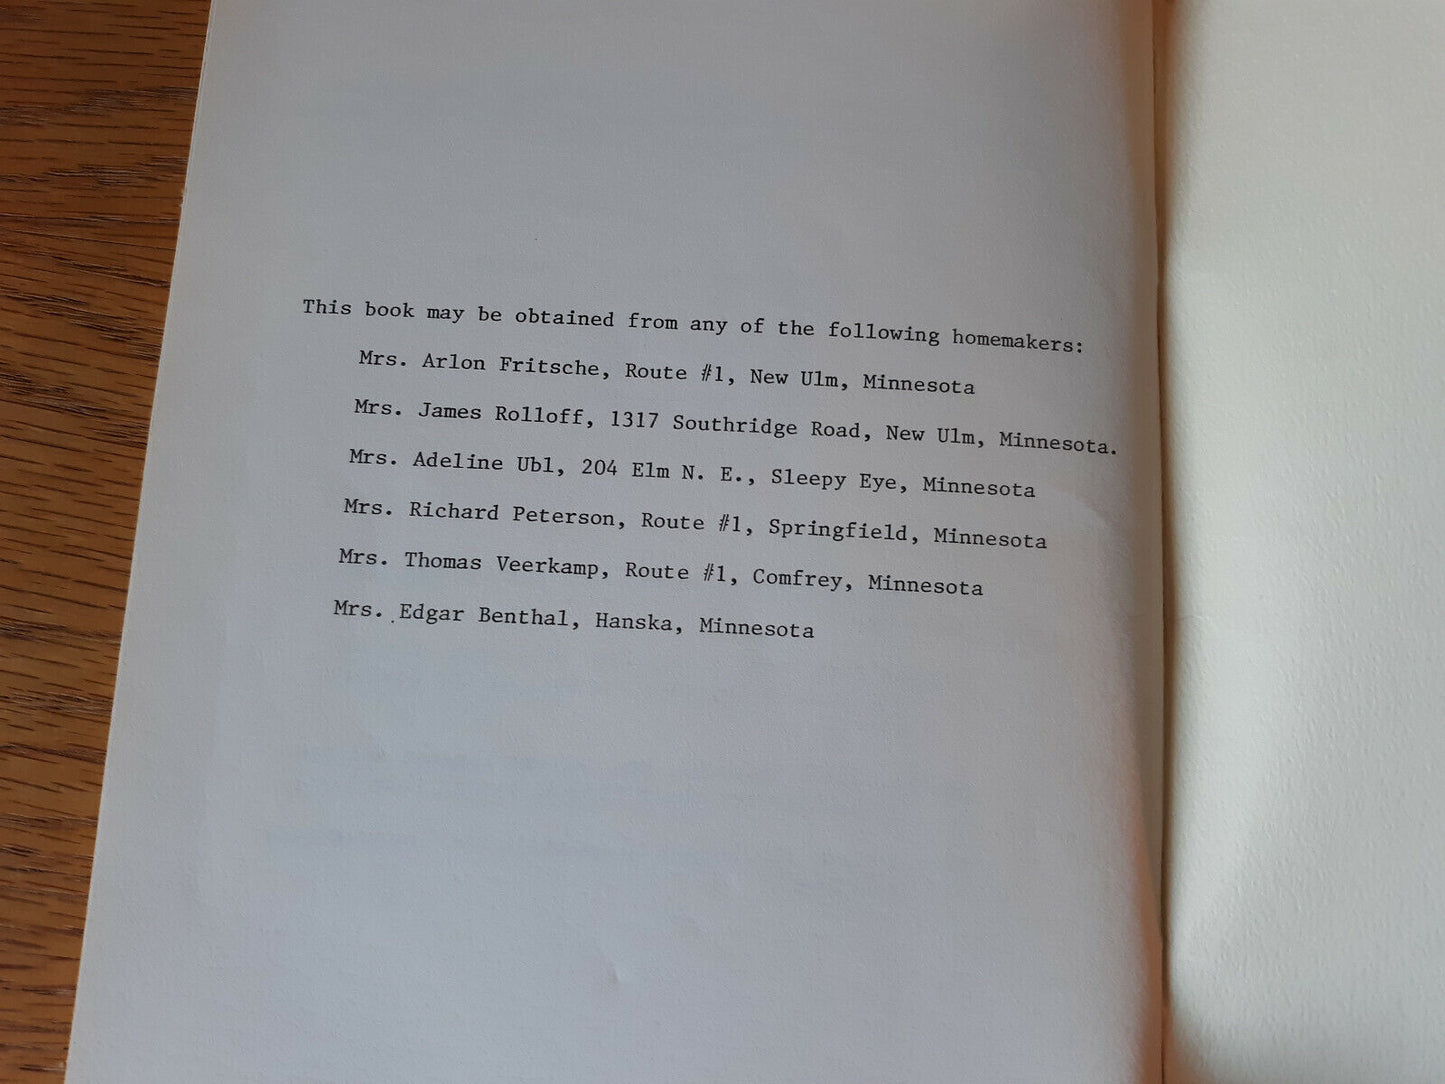 This book may be obtained from any of the following homemakers:
Mrs. Arlon Fritsche, Route #1, New Ulm, Minnesota
Mrs. James Rolloff, 1317 Southridge Road, New Ulm, Minnesota.
Mrs. Adeline Ubl, 204 Elm N. E., Sleepy Eye, Minnesota
Mrs. Richard Peterson, Route #1, Springfield, Minnesota
Mrs. Thomas Veerkamp, Route #1, Comfrey, Minnesota
Mrs. Edgar Benthal, Hanska, Minnesota